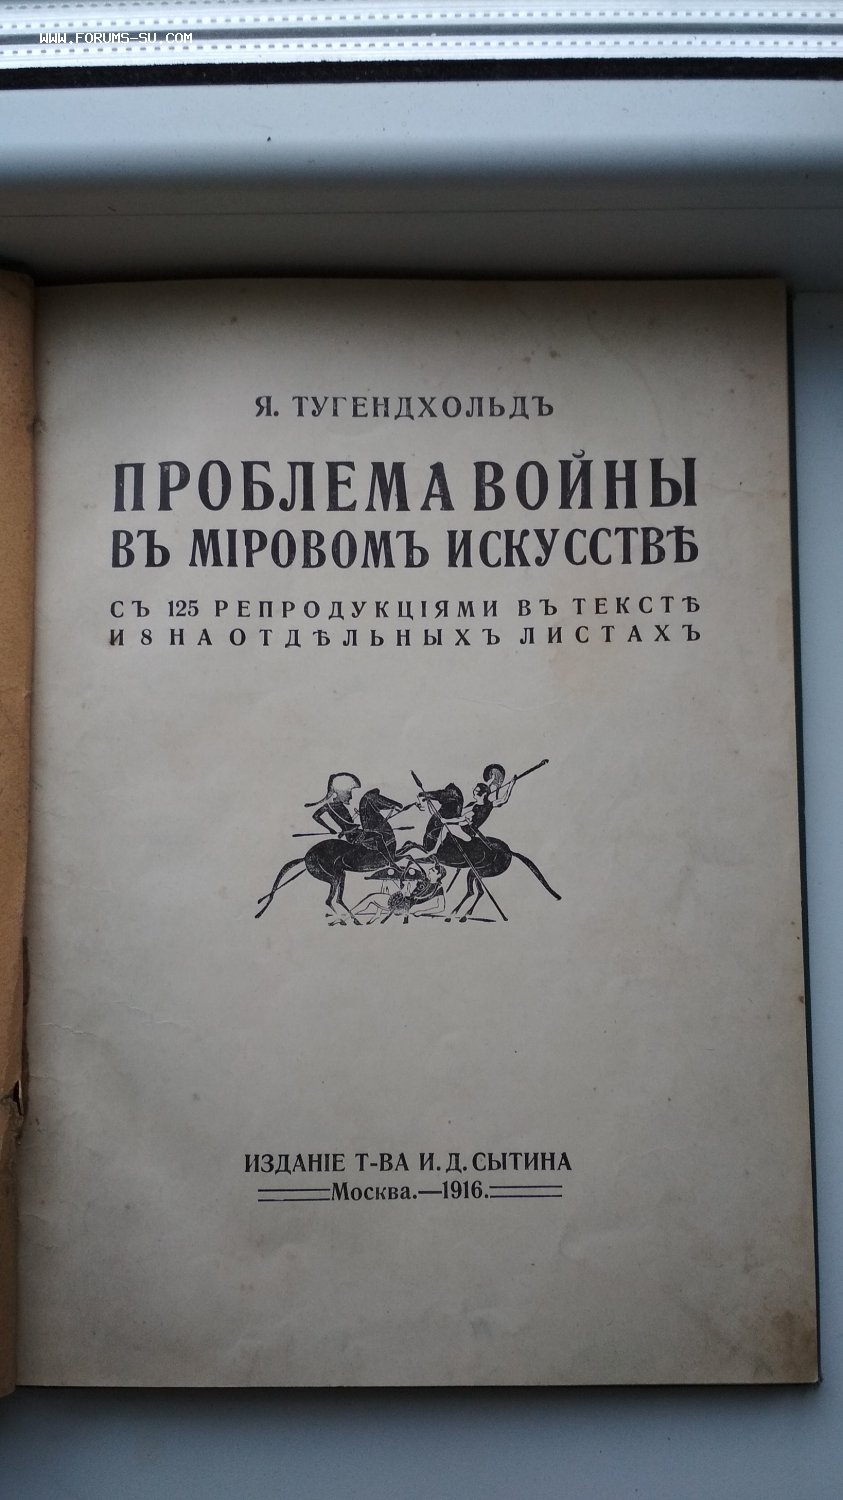 WWW.FORUMS-SU.COM
Я. ТУГЕНДХОЛЬДЪ
ПРОБЛЕМА ВОЙНЫ
ВЪ МІРОВОМЪ ИСКУССТВѢ
СЪ 125 РЕПРОДУКЦІЯМИ ВЪ ТЕКСТѢ
И 8 НА ОТДѢЛЬНЫХЪ ЛИСТАХЪ
ИЗДАНІЕ Т-ВА И. Д. СЫТИНА
Москва.—1916.